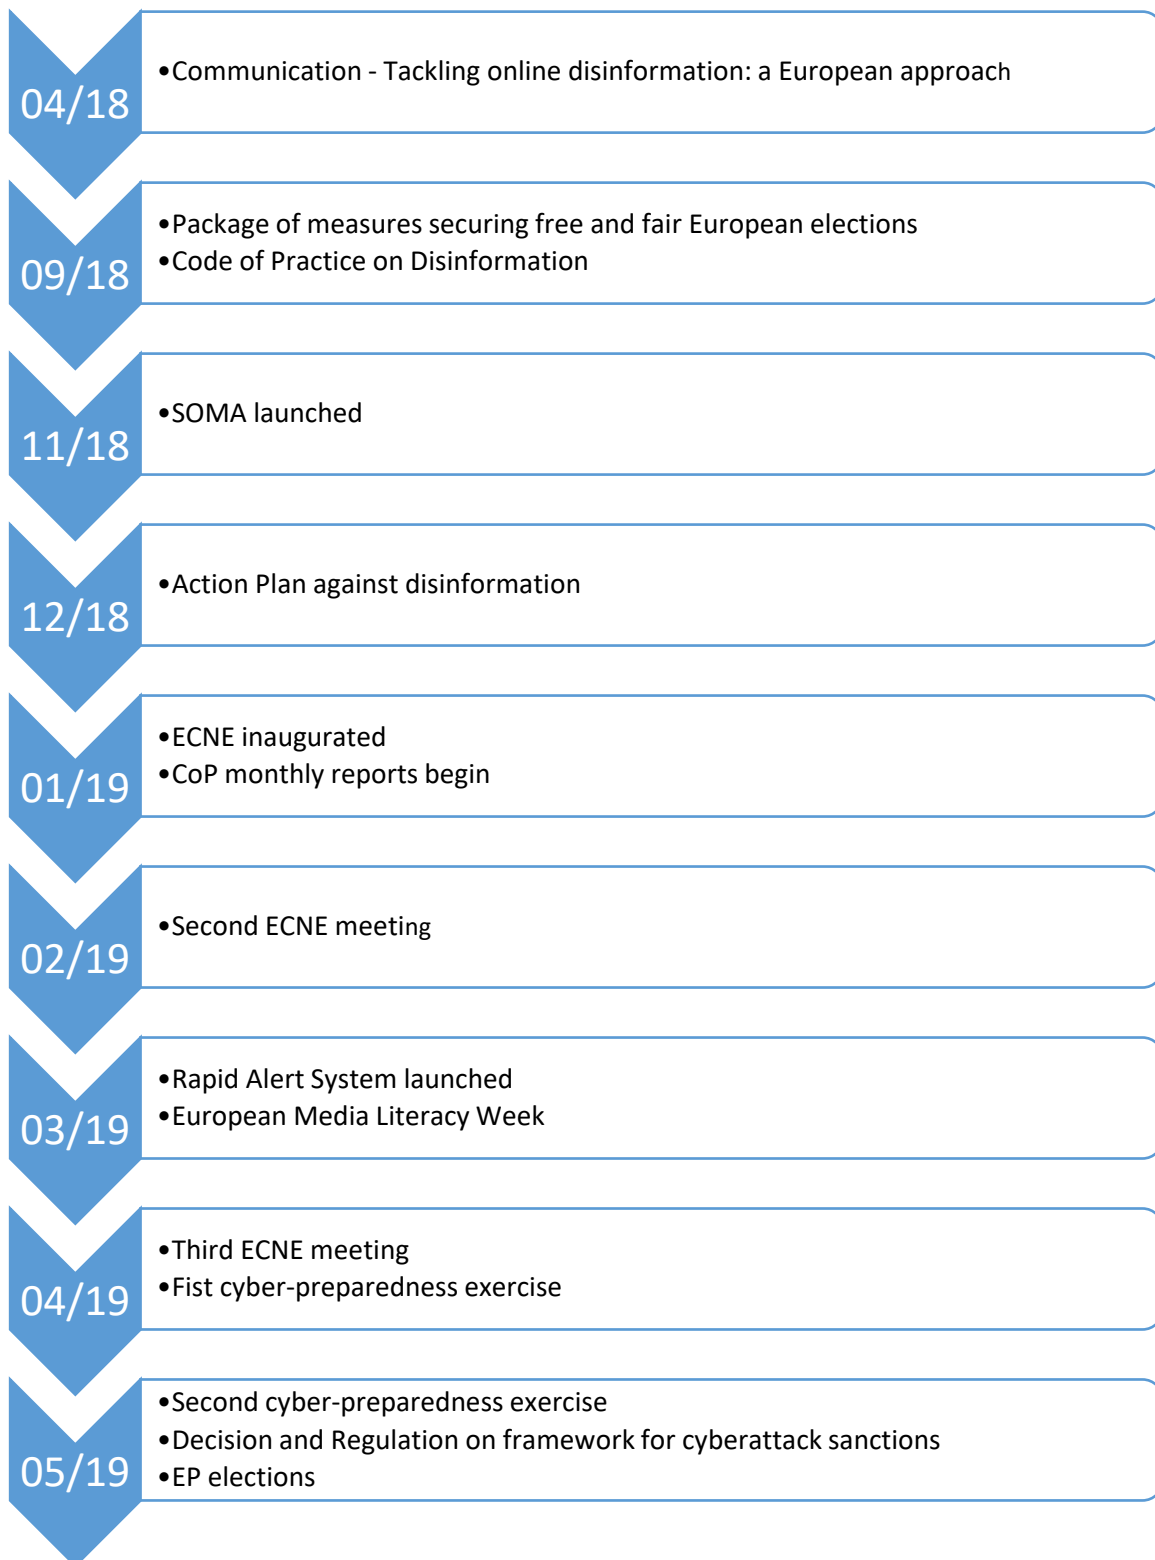 04/18
•Communication - Tackling online disinformation: a European approach
09/18
•Package of measures securing free and fair European elections
•Code of Practice on Disinformation
11/18
•SOMA launched
12/18
•Action Plan against disinformation
01/19
•ECNE inaugurated
•CoP monthly reports begin
02/19
•Second ECNE meeting
03/19
•Rapid Alert System launched
•European Media Literacy Week
04/19
•Third ECNE meeting
•Fist cyber-preparedness exercise
05/19
•Second cyber-preparedness exercise
•Decision and Regulation on framework for cyberattack sanctions
•EP elections